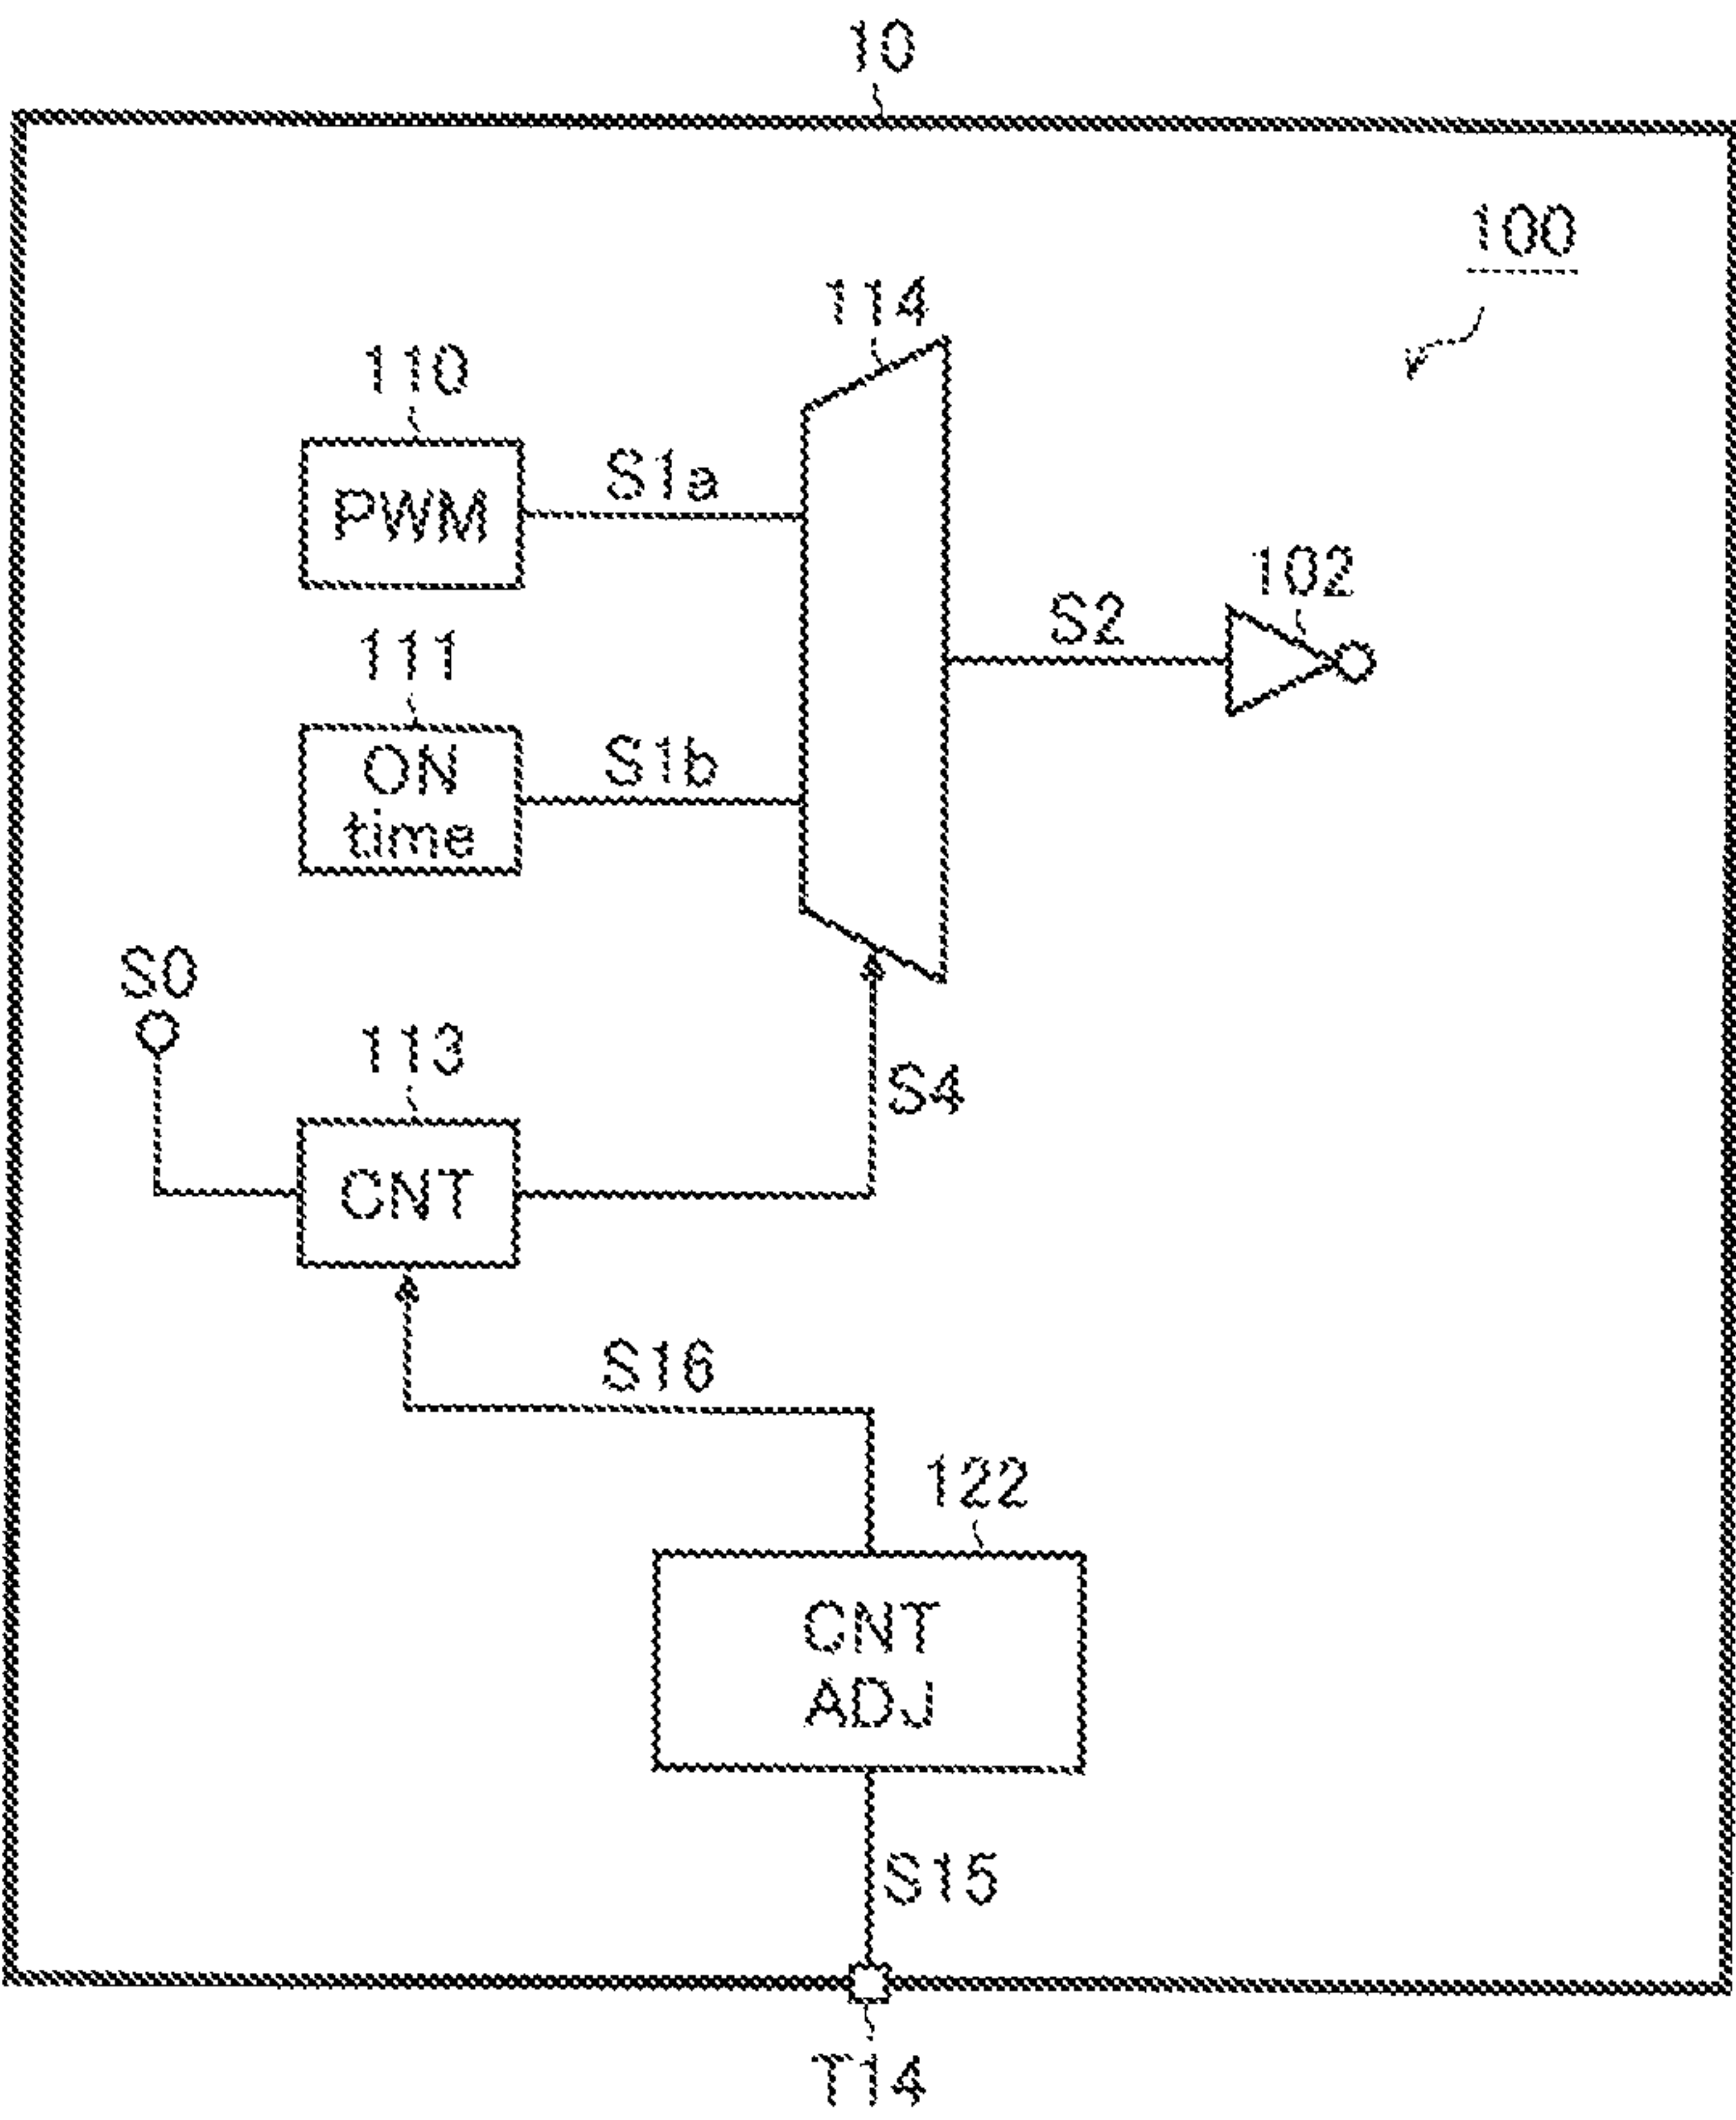 10
100
114
110
PWM
S1a
102
S2
111
ON
time
S1b
S0
113
CNT
S4
S16
122
CNT
ADJ
S15
T14